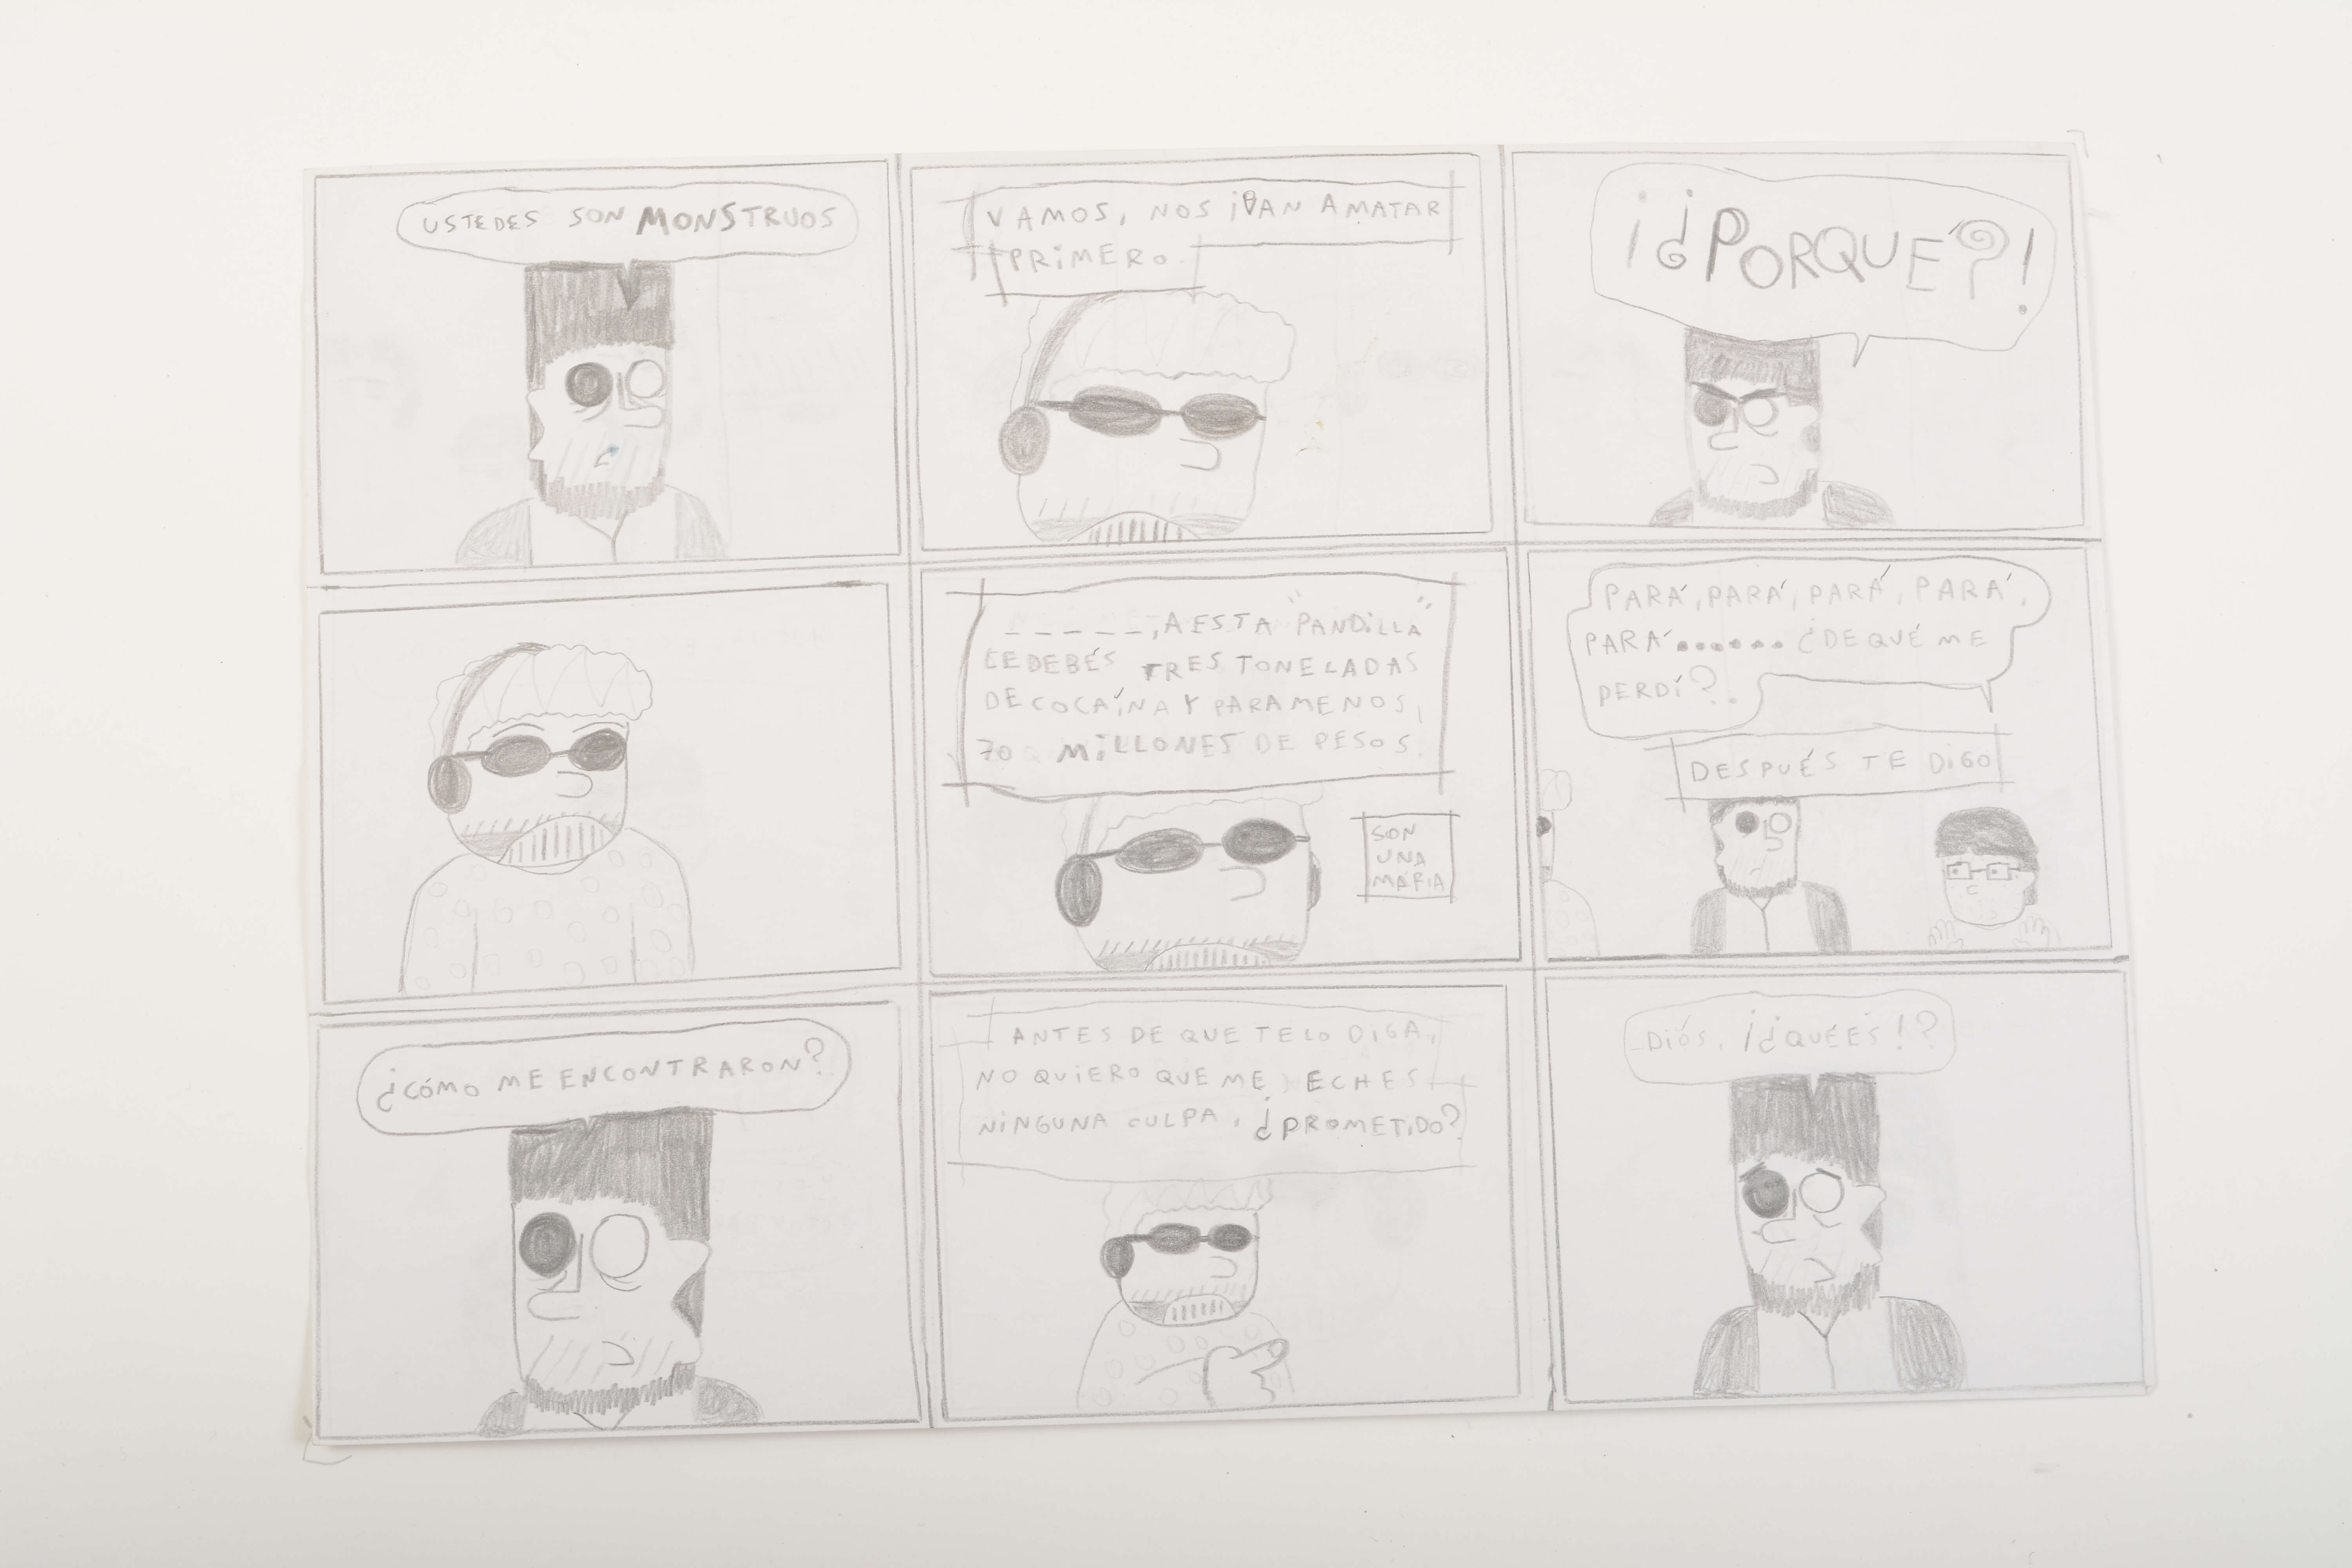 USTEDES SON MONSTRUOS
VAMOS, NOS iVAN A MATAR
PRiMERO.
¡¿PORQUÉ?!
_ _ _ _ _, A ESTA "PANDiLLA"
LE DEBÉS TRES TONELADAS
DE COCAÍNA Y PARA MENOS,
70 MiLLONES DE PESOS.
SON
UNA
MAFIA
PARÁ, PARÁ, PARÁ, PARÁ,
PARÁ....... ¿DE QUÉ ME
PERDÍ?.
DESPUÉS TE DiGO
¿CÓMO ME ENCONTRARON?
ANTES DE QUE TE LO DiGA,
NO QUiERO QUE ME ECHES
NiNGUNA CULPA, ¿PROMETiDO?
DiÓS, ¡¿QUÉ ES!?